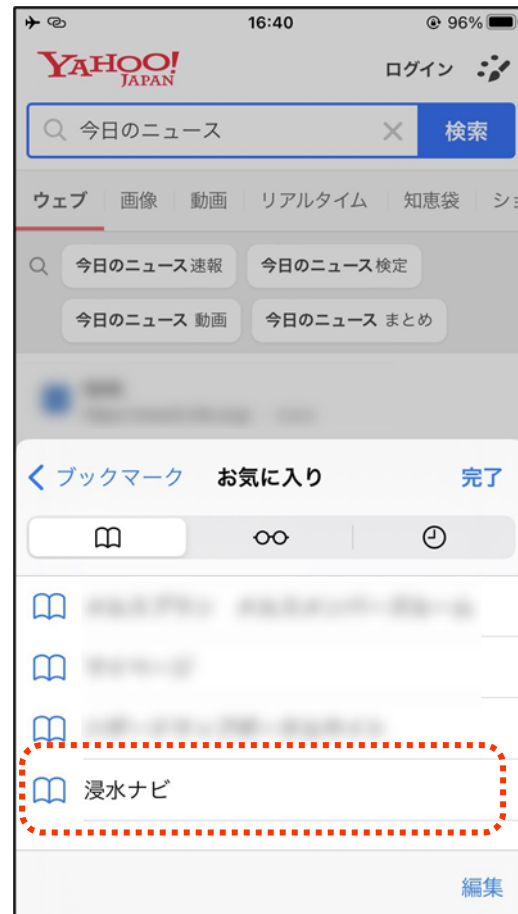 16:40 96%
YAHOO!
JAPAN
ログイン
今日のニュース 検索
ウェブ 画像 動画 リアルタイム 知恵袋 ショ
今日のニュース速報 今日のニュース検定
今日のニュース 動画 今日のニュース まとめ
ブックマーク お気に入り 完了
浸水ナビ
編集